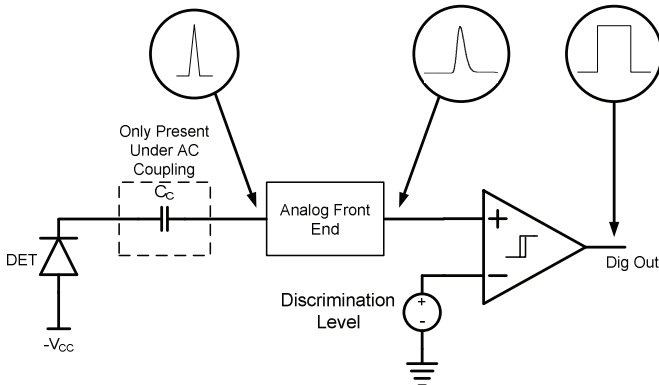 Only Present
Under AC
Coupling
CC
Analog Front
End
DET
-VCC
Discrimination
Level
+
-
+
−
Dig Out